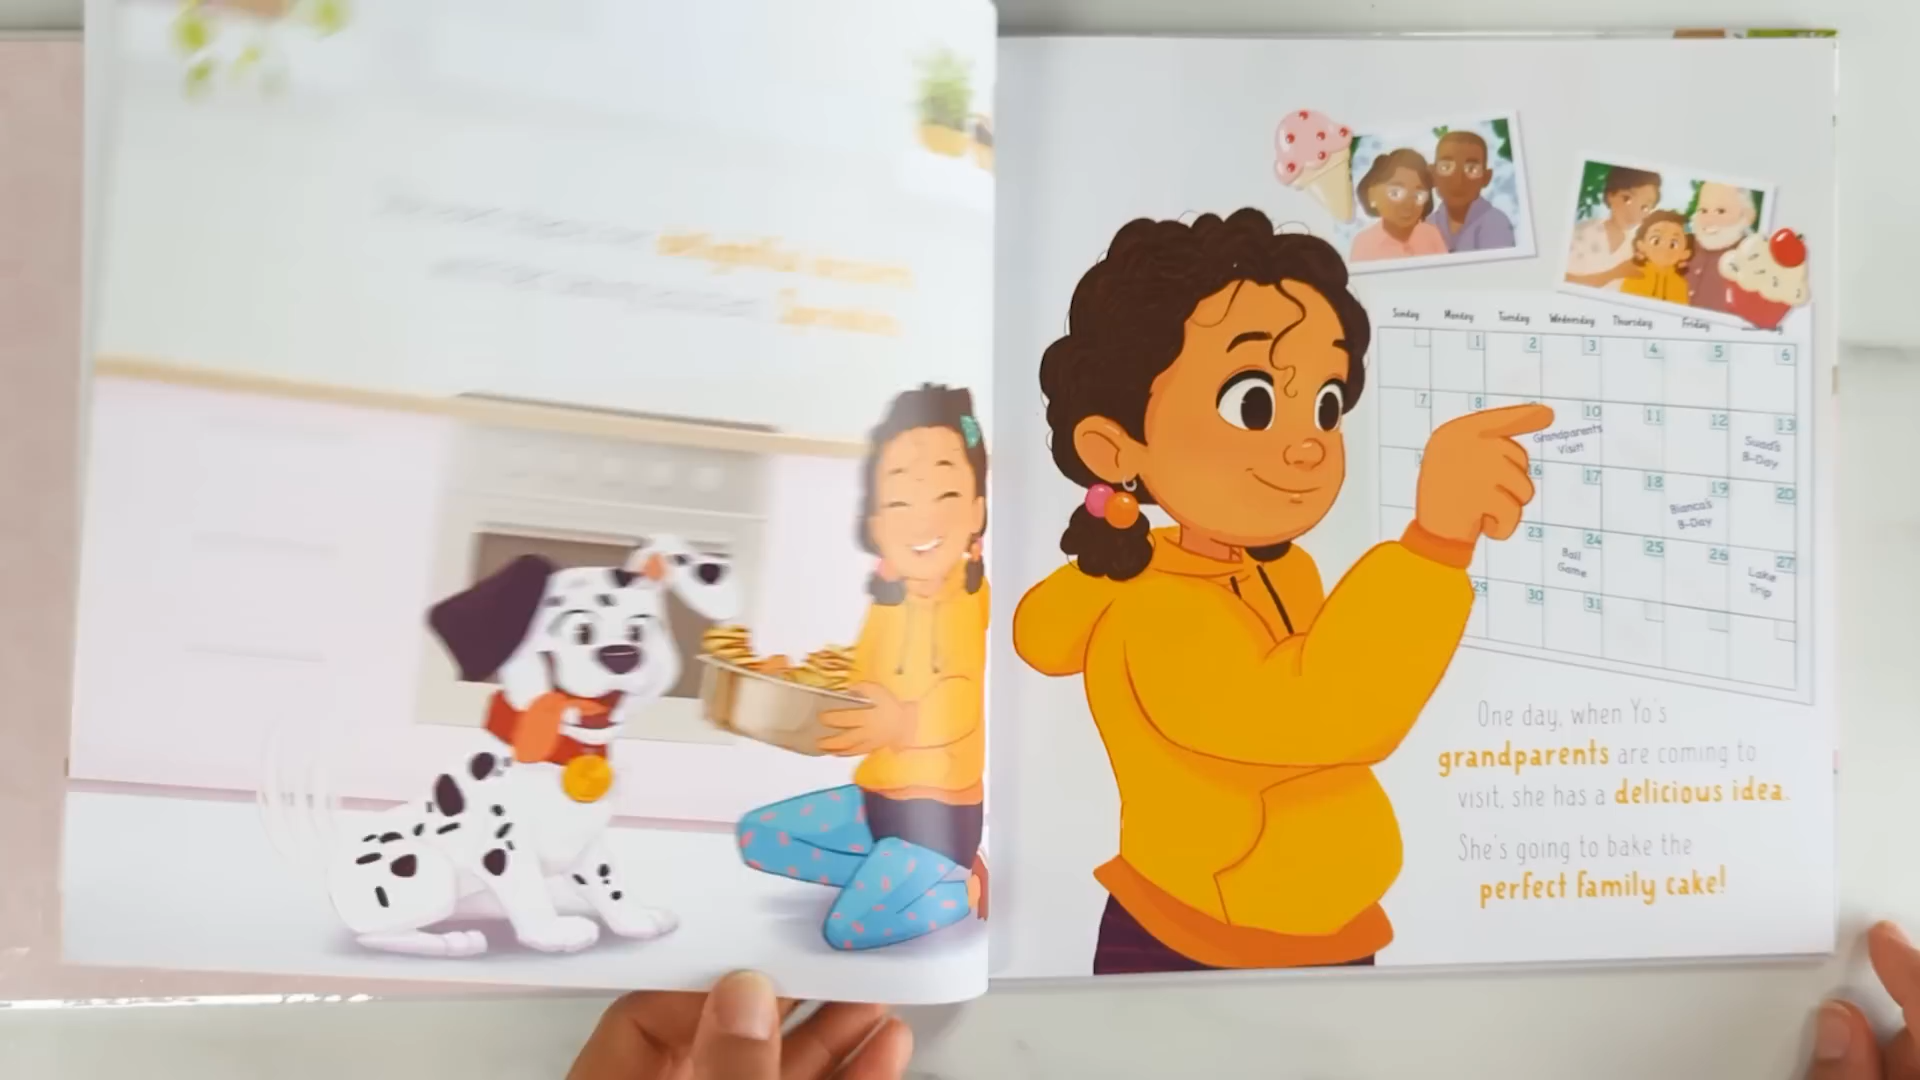 Sunday Monday Tuesday Wednesday Thursday Friday
1 2 3 4 5 6
7 8 10 11 12 13
Grandparents
Visit!
Suad's
B-Day
16 17 18 19 20
Bianca's
B-Day
23 24 25 26 27
Ball
Game
Lake
Trip
29 30 31
One day, when Yo's
grandparents are coming to
visit, she has a delicious idea.
She's going to bake the
perfect family cake!